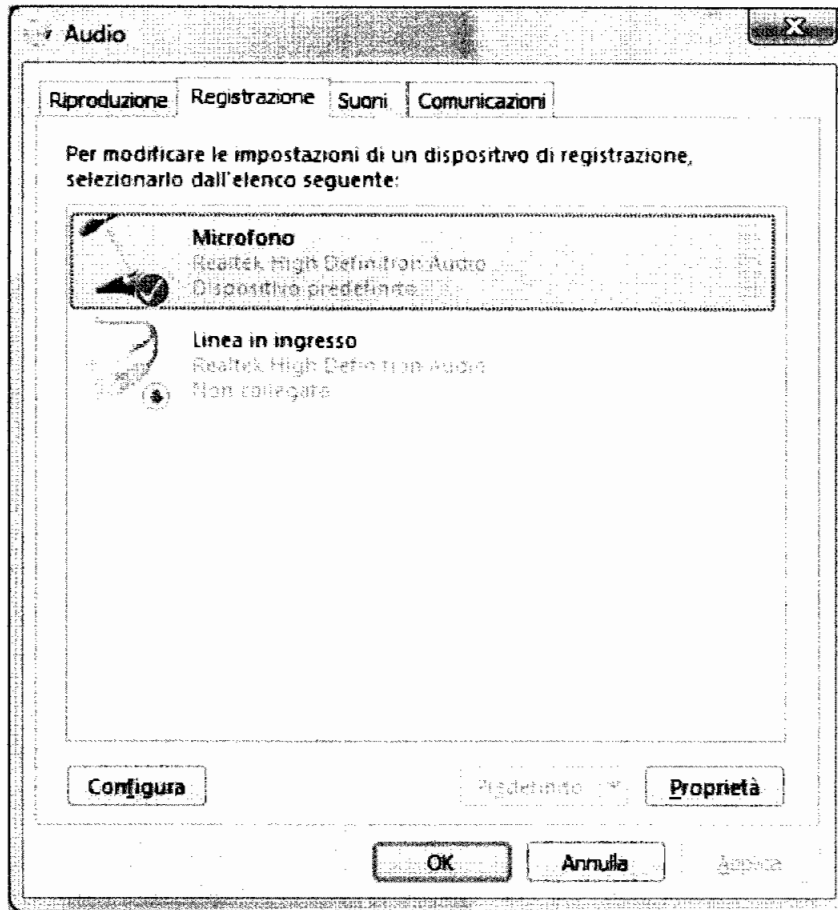 Audio
Riproduzione Registrazione Suoni Comunicazioni
Per modificare le impostazioni di un dispositivo di registrazione,
selezionarlo dall'elenco seguente:
Microfono
Realtek High Definition Audio
Dispositivo predefinito
Linea in ingresso
Realtek High Definition Audio
Non collegato
Configura Predefinito Proprietà
OK Annulla Applica